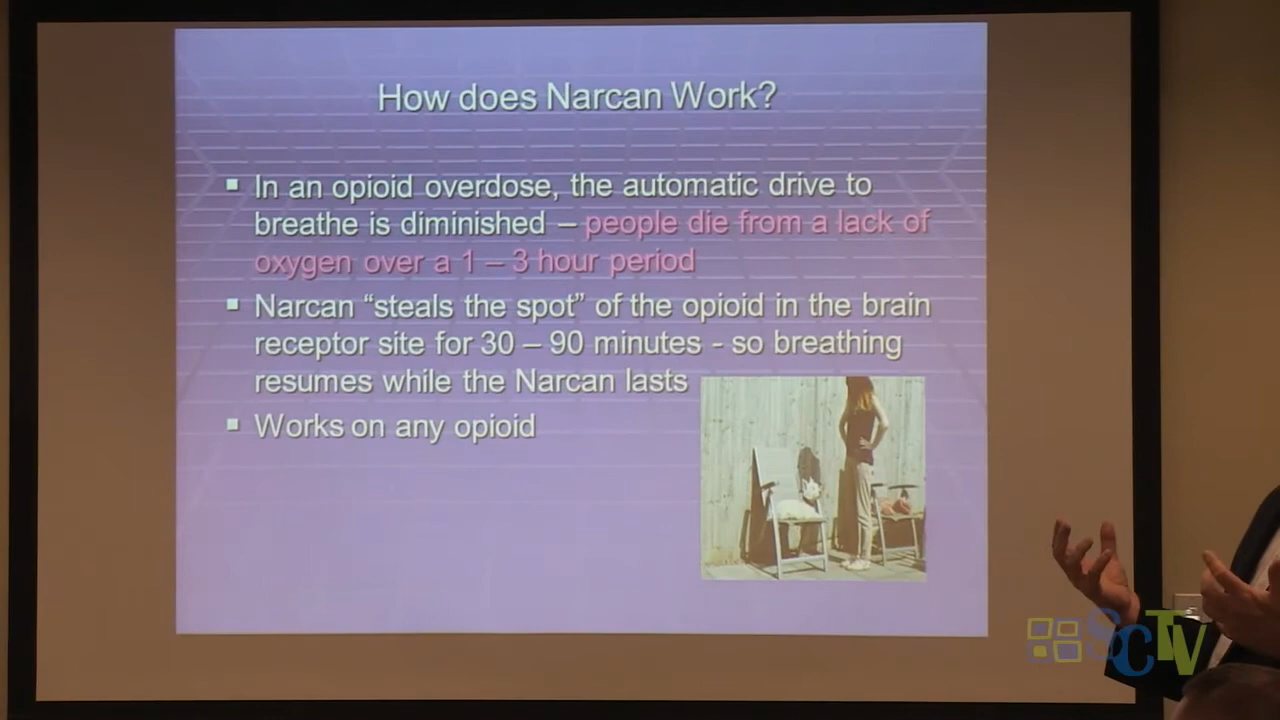 How does Narcan Work?
▪ In an opioid overdose, the automatic drive to
breathe is diminished – people die from a lack of
oxygen over a 1 – 3 hour period
▪ Narcan “steals the spot” of the opioid in the brain
receptor site for 30 – 90 minutes - so breathing
resumes while the Narcan lasts
▪ Works on any opioid
SCTV